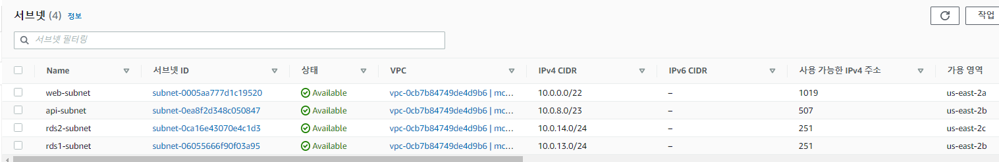 서브넷 (4) 정보
작업
서브넷 필터링
Name 서브넷 ID 상태 VPC IPv4 CIDR IPv6 CIDR 사용 가능한 IPv4 주소 가용 영역
web-subnet subnet-0005aa777d1c19520 Available vpc-0cb7b84749de4d9b6 | mc... 10.0.0.0/22 – 1019 us-east-2a
api-subnet subnet-0ea8f2d348c050847 Available vpc-0cb7b84749de4d9b6 | mc... 10.0.8.0/23 – 507 us-east-2b
rds2-subnet subnet-0ca16e43070e4c1d3 Available vpc-0cb7b84749de4d9b6 | mc... 10.0.14.0/24 – 251 us-east-2c
rds1-subnet subnet-06055666f90f03a95 Available vpc-0cb7b84749de4d9b6 | mc... 10.0.13.0/24 – 251 us-east-2b